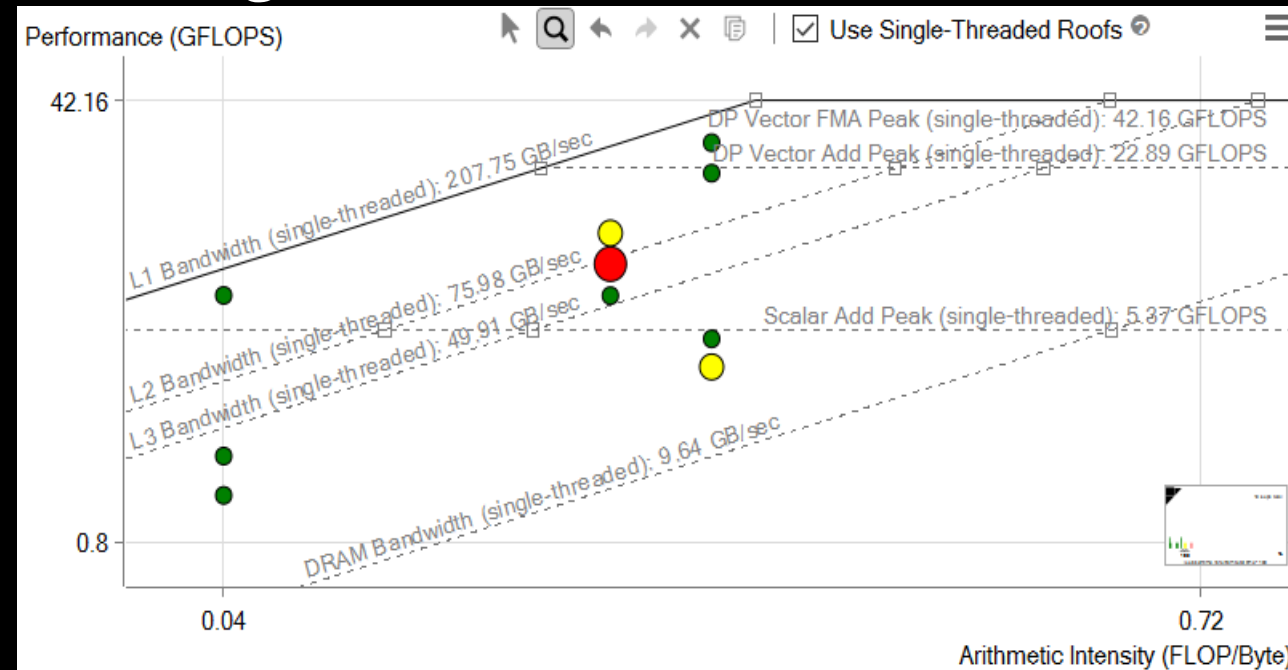 Performance (GFLOPS)
Use Single-Threaded Roofs
42.16
DP Vector FMA Peak (single-threaded): 42.16 GFLOPS
DP Vector Add Peak (single-threaded): 22.89 GFLOPS
L1 Bandwidth (single-threaded): 207.75 GB/sec
L2 Bandwidth (single-threaded): 75.98 GB/sec
Scalar Add Peak (single-threaded): 5.37 GFLOPS
L3 Bandwidth (single-threaded): 49.91 GB/sec
DRAM Bandwidth (single-threaded): 9.64 GB/sec
0.8
0.04
0.72
Arithmetic Intensity (FLOP/Byte)